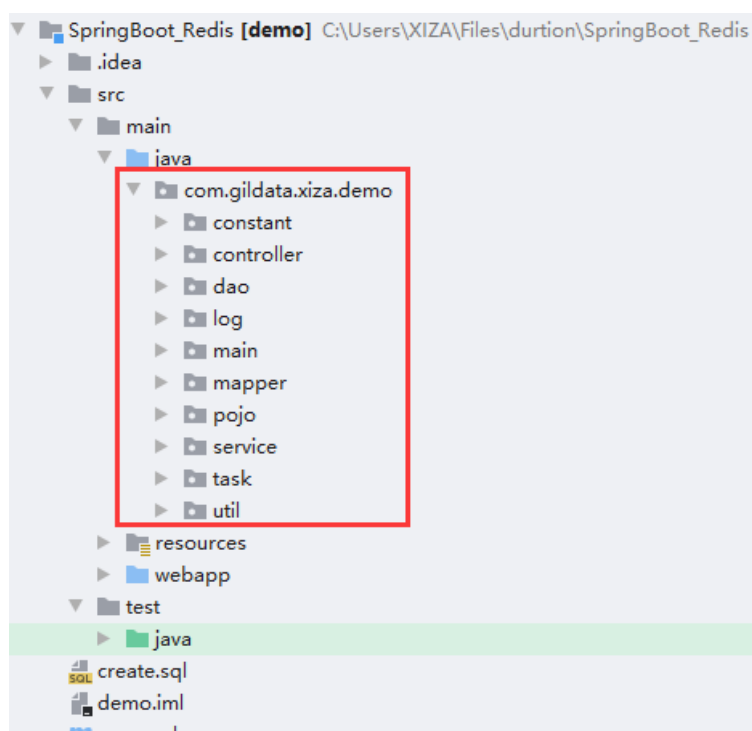 SpringBoot_Redis [demo] C:\Users\XIZA\Files\durtion\SpringBoot_Redis
.idea
src
main
java
com.gildata.xiza.demo
constant
controller
dao
log
main
mapper
pojo
service
task
util
resources
webapp
test
java
SQL create.sql
demo.iml